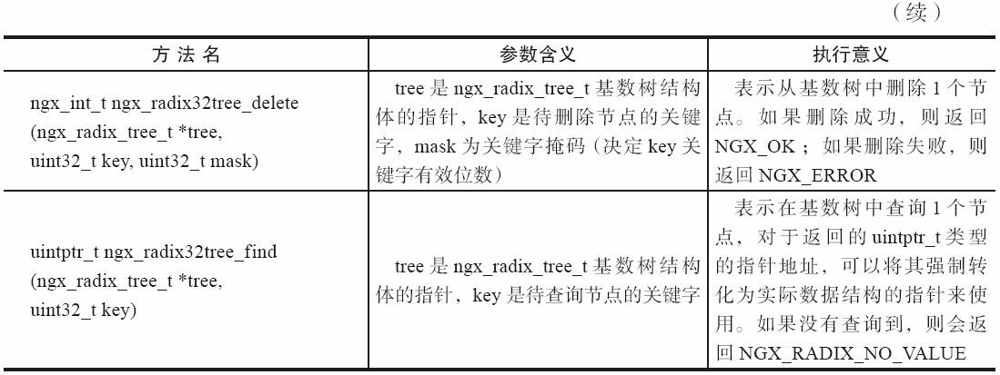 （续）
方 法 名
参数含义
执行意义
ngx_int_t ngx_radix32tree_delete
(ngx_radix_tree_t *tree,
uint32_t key, uint32_t mask)
tree 是 ngx_radix_tree_t 基数树结构
体的指针，key 是待删除节点的关键
字，mask 为关键字掩码（决定 key 关
键字有效位数）
表示从基数树中删除 1 个节
点。如果删除成功，则返回
NGX_OK ；如果删除失败，则
返回 NGX_ERROR
uintptr_t ngx_radix32tree_find
(ngx_radix_tree_t *tree,
uint32_t key)
tree 是 ngx_radix_tree_t 基数树结构
体的指针，key 是待查询节点的关键字
表示在基数树中查询 1 个节
点，对于返回的 uintptr_t 类型
的指针地址，可以将其强制转
化为实际数据结构的指针来使
用。如果没有查询到，则会返
回 NGX_RADIX_NO_VALUE